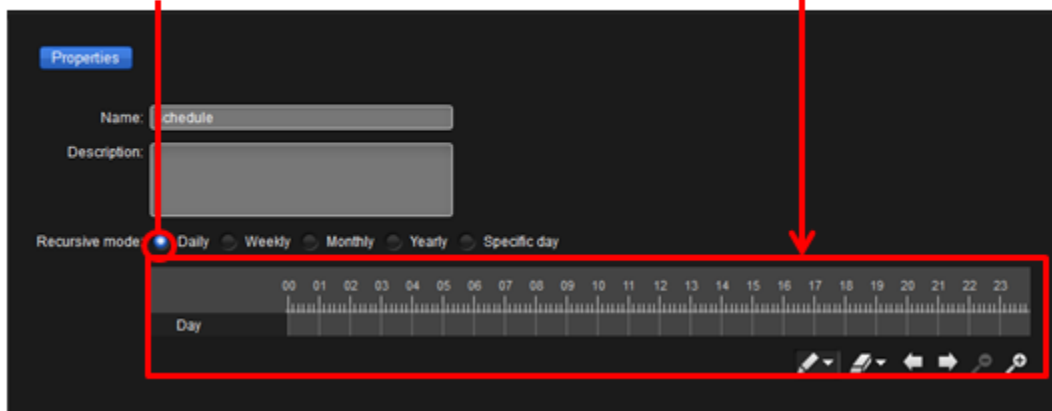 Properties
Name: Schedule
Description:
Recursive mode: Daily Weekly Monthly Yearly Specific day
00 01 02 03 04 05 06 07 08 09 10 11 12 13 14 15 16 17 18 19 20 21 22 23
Day